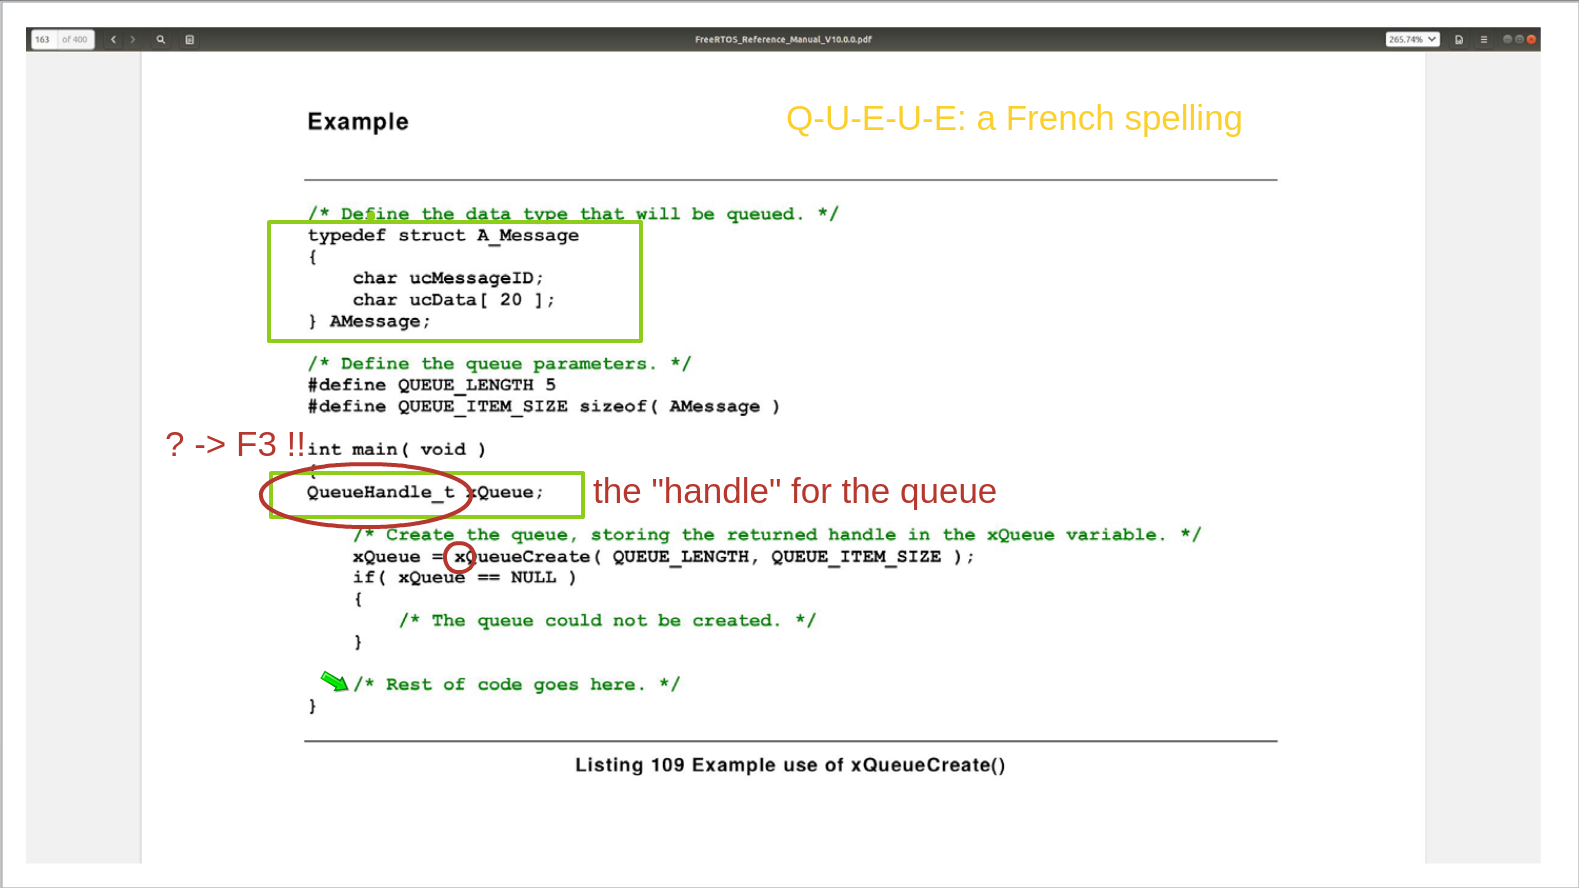 163 of 400
FreeRTOS_Reference_Manual_V10.0.0.pdf
265.74%
Example
Q-U-E-U-E: a French spelling
/* Define the data type that will be queued. */
typedef struct A_Message
{
    char ucMessageID;
    char ucData[ 20 ];
} AMessage;
/* Define the queue parameters. */
#define QUEUE_LENGTH 5
#define QUEUE_ITEM_SIZE sizeof( AMessage )
? -> F3 !!
int main( void )
{
QueueHandle_t xQueue;
the "handle" for the queue
    /* Create the queue, storing the returned handle in the xQueue variable. */
    xQueue = xQueueCreate( QUEUE_LENGTH, QUEUE_ITEM_SIZE );
    if( xQueue == NULL )
    {
        /* The queue could not be created. */
    }
    /* Rest of code goes here. */
}
Listing 109 Example use of xQueueCreate()